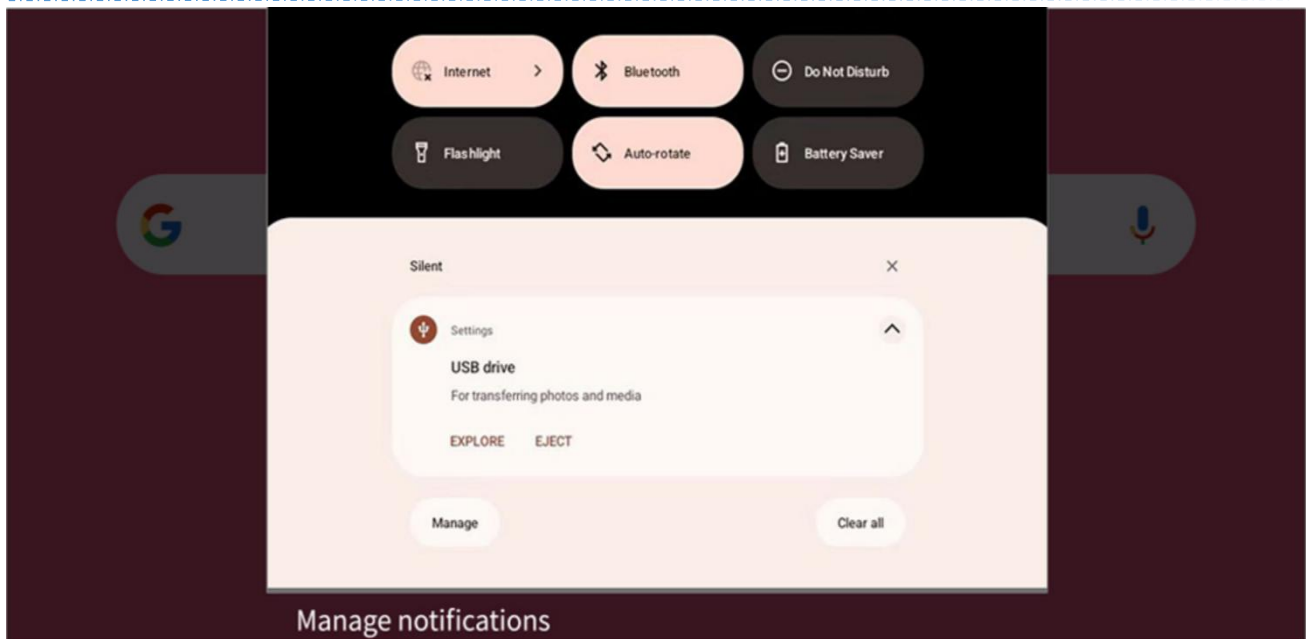 Internet
Bluetooth
Do Not Disturb
Flashlight
Auto-rotate
Battery Saver
Silent
Settings
USB drive
For transferring photos and media
EXPLORE EJECT
Manage
Clear all
Manage notifications